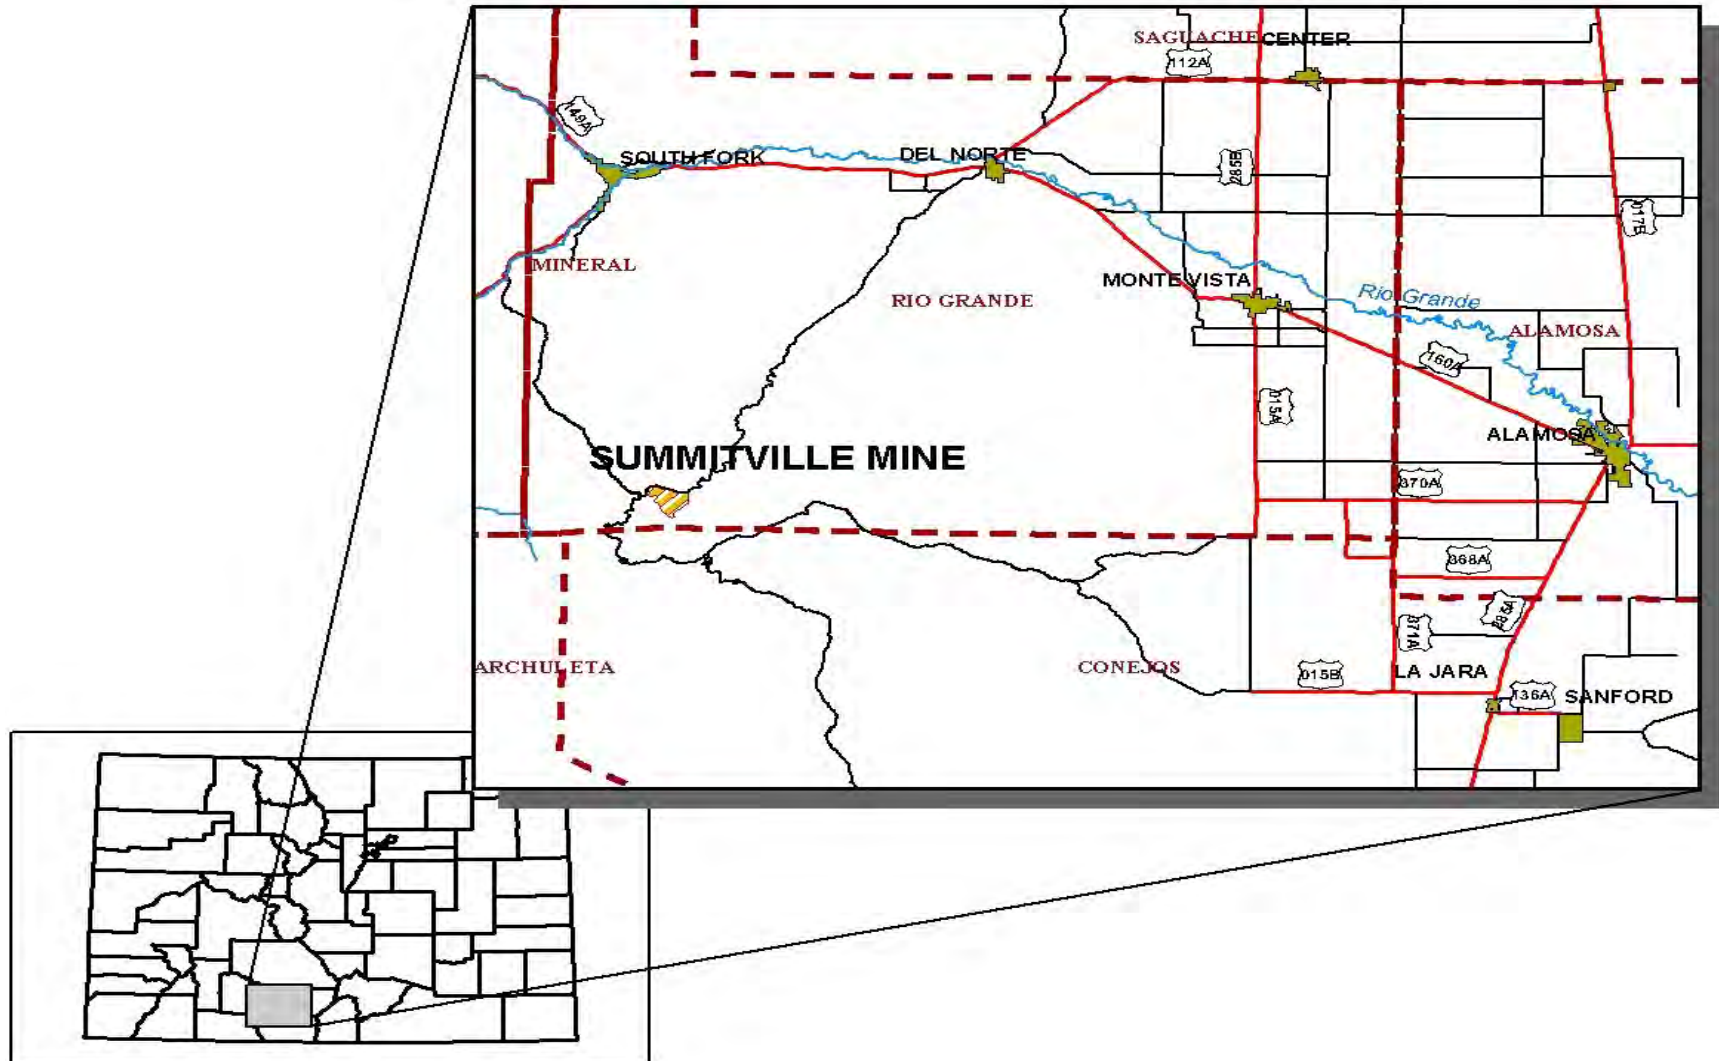 SAGUACHE CENTER
112A
149A
SOUTH FORK
DEL NORTE
285B
017B
MINERAL
MONTE VISTA
RIO GRANDE
Rio Grande
ALAMOSA
160A
015A
ALAMOSA
SUMMITVILLE MINE
370A
368A
285A
371A
ARCHULETA
CONEJOS
015B
LA JARA
136A
SANFORD